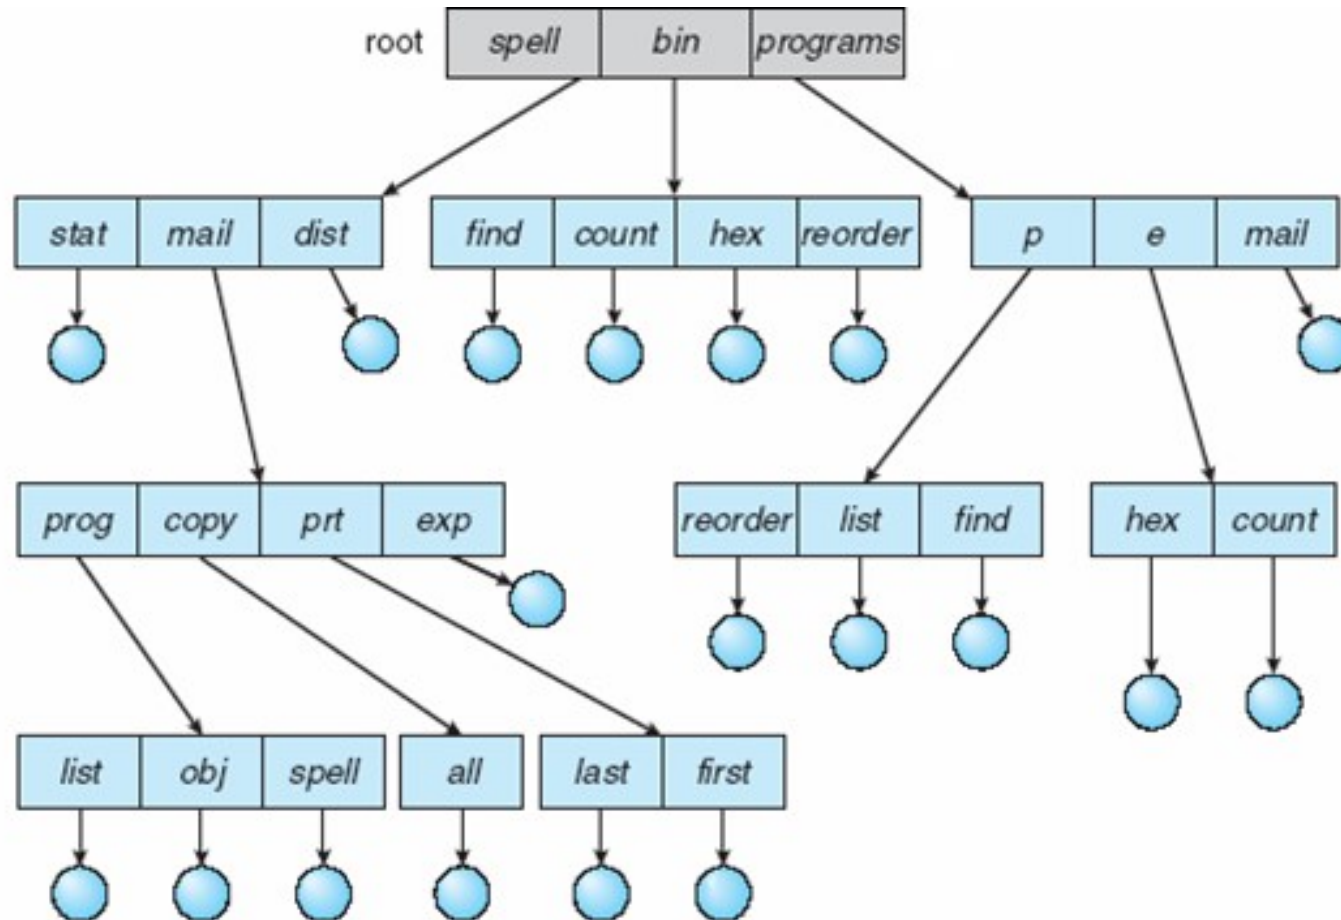 root spell bin programs
stat mail dist find count hex reorder p e mail
prog copy prt exp reorder list find hex count
list obj spell all last first